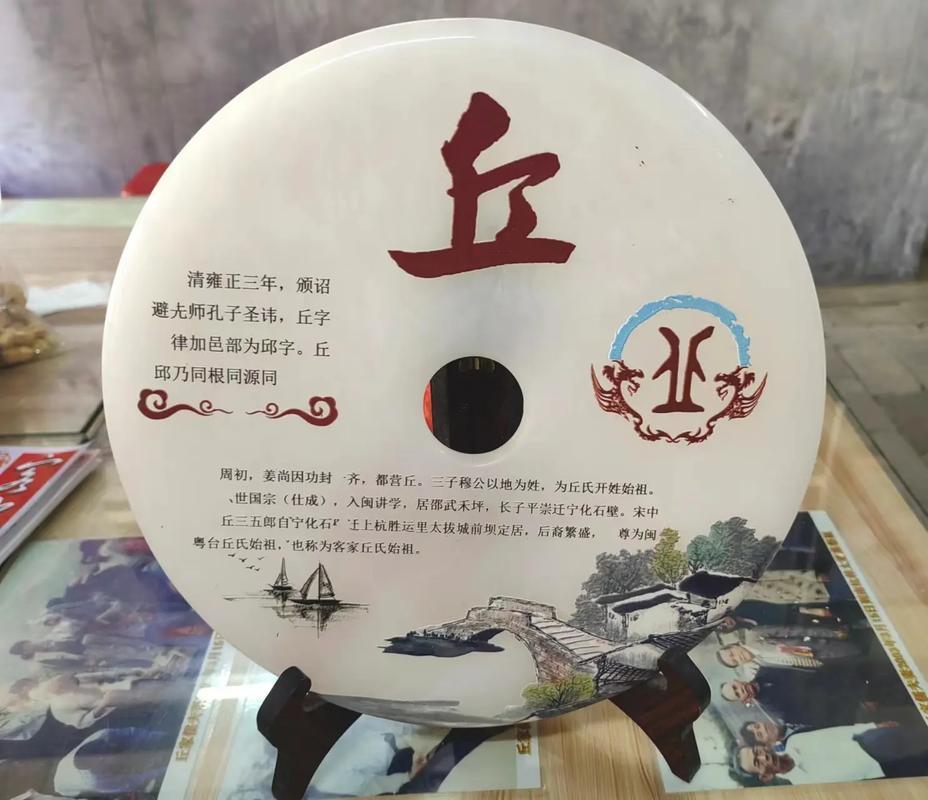 丘
清雍正三年，颁诏
避先师孔子圣讳，丘字
律加邑部为邱字。丘
邱乃同根同源同
周初，姜尚因功封 齐，都营丘。三子穆公以地为姓，为丘氏开姓始祖。
世国宗（仕成），入闽讲学，居邵武禾坪，长子平崇迁宁化石壁。宋中
丘三五郎自宁化石 迁上杭胜运里太拔城前坝定居，后裔繁盛， 尊为闽
粤台丘氏始祖，也称为客家丘氏始祖。